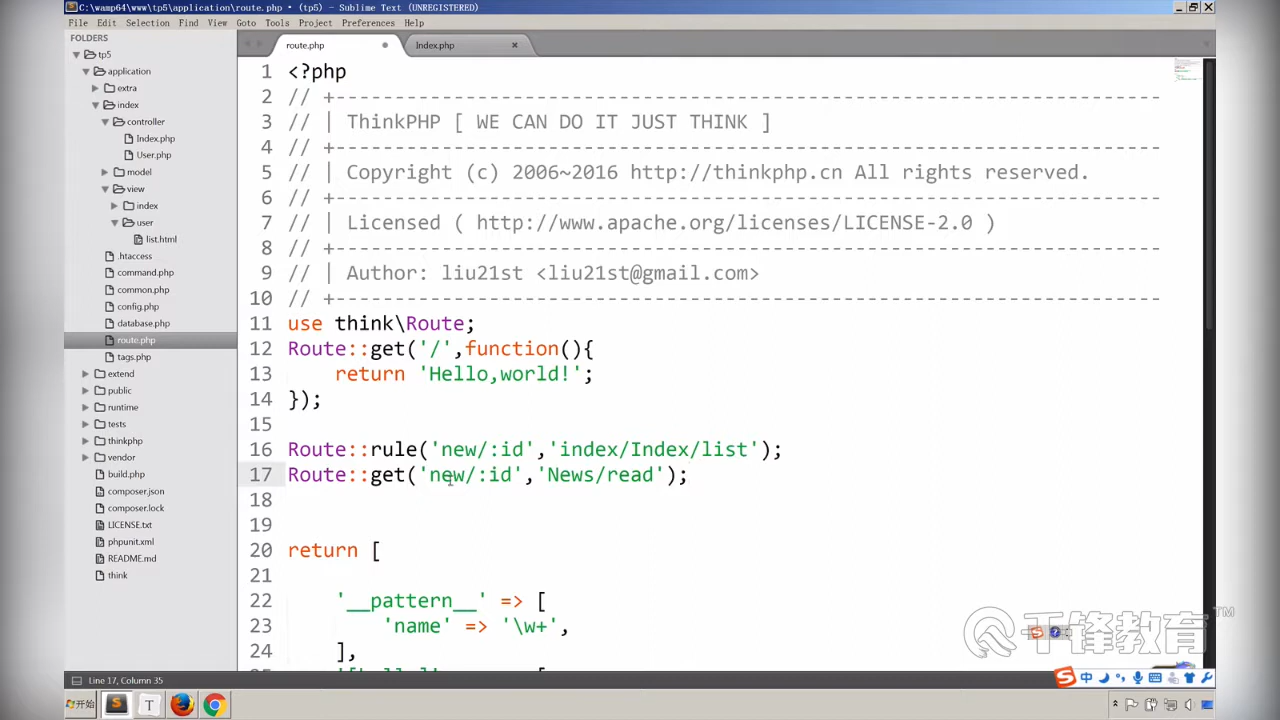 C:\wamp64\www\tp5\application\route.php • (tp5) - Sublime Text (UNREGISTERED)
File Edit Selection Find View Goto Tools Project Preferences Help
FOLDERS
tp5
application
extra
index
controller
Index.php
User.php
model
view
index
user
list.html
.htaccess
command.php
common.php
config.php
database.php
route.php
tags.php
extend
public
runtime
tests
thinkphp
vendor
build.php
composer.json
composer.lock
LICENSE.txt
phpunit.xml
README.md
think
route.php
Index.php
1 <?php
2 // +----------------------------------------------------------------------
3 // | ThinkPHP [ WE CAN DO IT JUST THINK ]
4 // +----------------------------------------------------------------------
5 // | Copyright (c) 2006~2016 http://thinkphp.cn All rights reserved.
6 // +----------------------------------------------------------------------
7 // | Licensed ( http://www.apache.org/licenses/LICENSE-2.0 )
8 // +----------------------------------------------------------------------
9 // | Author: liu21st <liu21st@gmail.com>
10 // +----------------------------------------------------------------------
11 use think\Route;
12 Route::get('/',function(){
13     return 'Hello,world!';
14 });
15
16 Route::rule('new/:id','index/Index/list');
17 Route::get('new/:id','News/read');
18
19
20 return [
21
22     '__pattern__' => [
23         'name' => '\w+',
24     ],
千锋教育 TM
Line 17, Column 35
中
开始